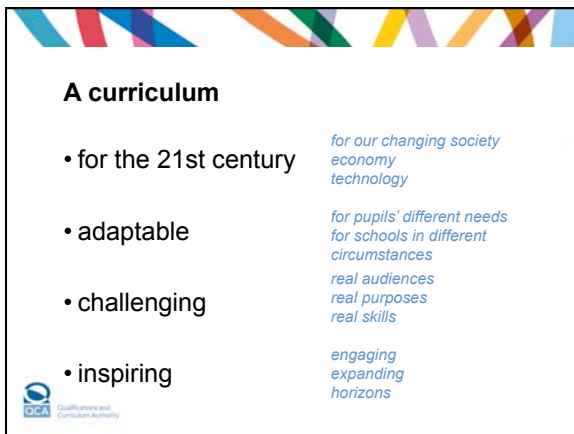 A curriculum
• for the 21st century
for our changing society
economy
technology
• adaptable
for pupils' different needs
for schools in different
circumstances
• challenging
real audiences
real purposes
real skills
• inspiring
engaging
expanding
horizons
QCA
Qualifications and
Curriculum Authority